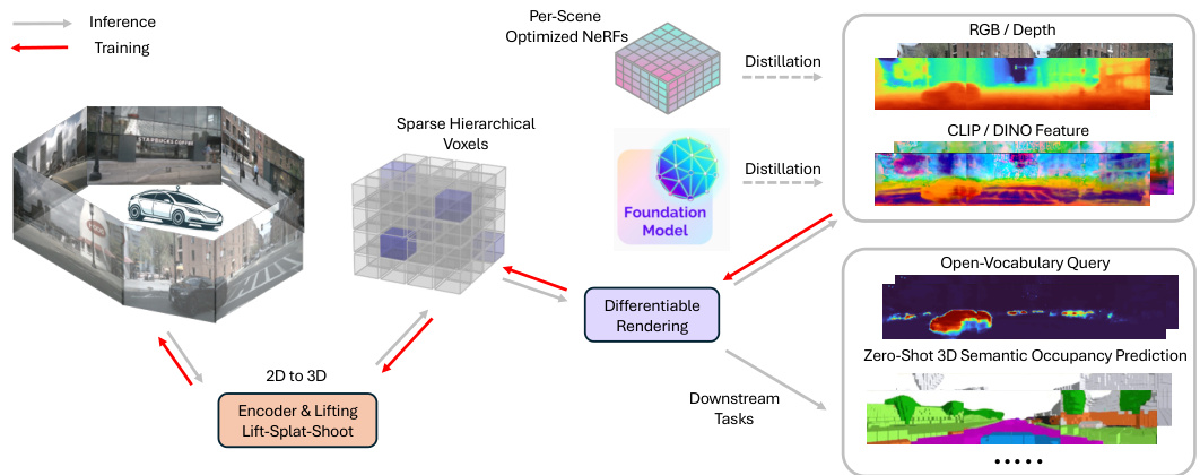 Inference
Training
Per-Scene
Optimized NeRFs
Distillation
RGB / Depth
Sparse Hierarchical
Voxels
CLIP / DINO Feature
Distillation
Foundation
Model
Open-Vocabulary Query
Differentiable
Rendering
Zero-Shot 3D Semantic Occupancy Prediction
2D to 3D
Encoder & Lifting
Lift-Splat-Shoot
Downstream
Tasks